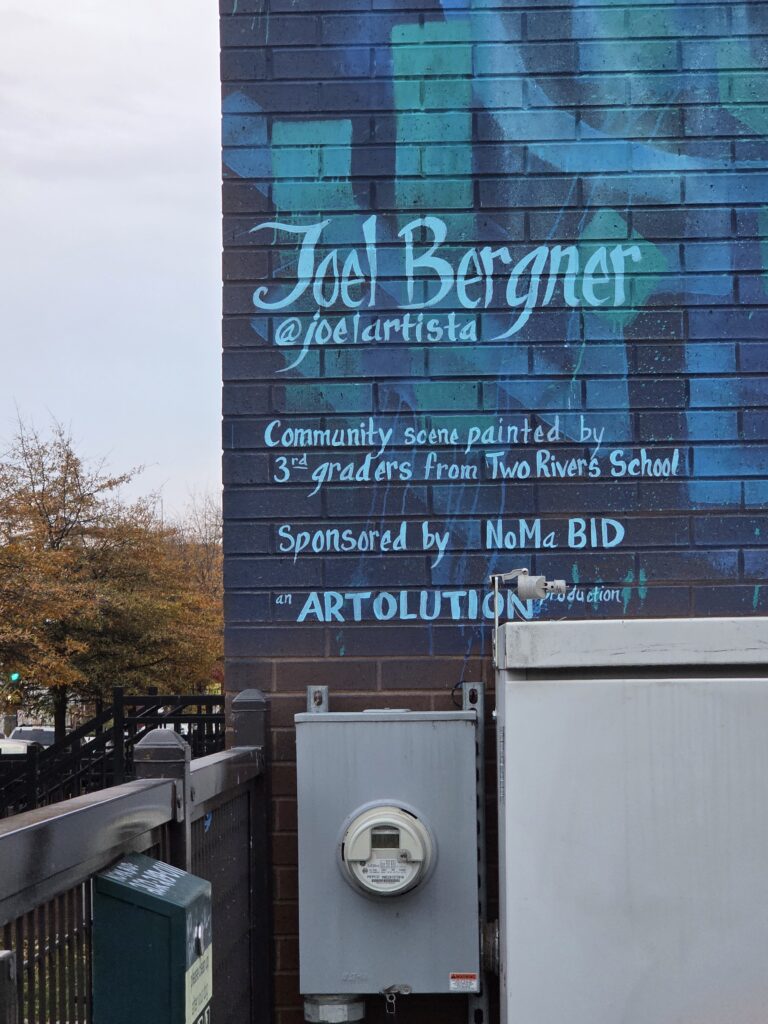 Joel Bergner
@joelartista
Community scene painted by
3rd graders from Two Rivers School
Sponsored by NoMa BID
an ARTOLUTION production